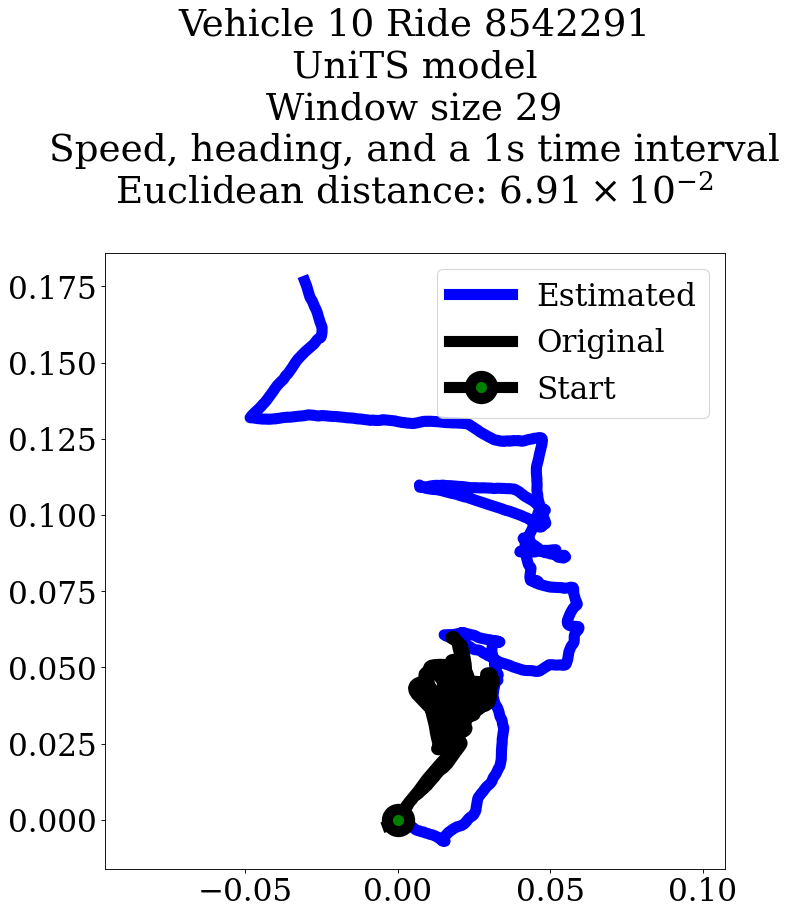 Vehicle 10 Ride 8542291
UniTS model
Window size 29
Speed, heading, and a 1s time interval
Euclidean distance: 6.91 × 10⁻²
Estimated
Original
Start
0.175
0.150
0.125
0.100
0.075
0.050
0.025
0.000
−0.05 0.00 0.05 0.10